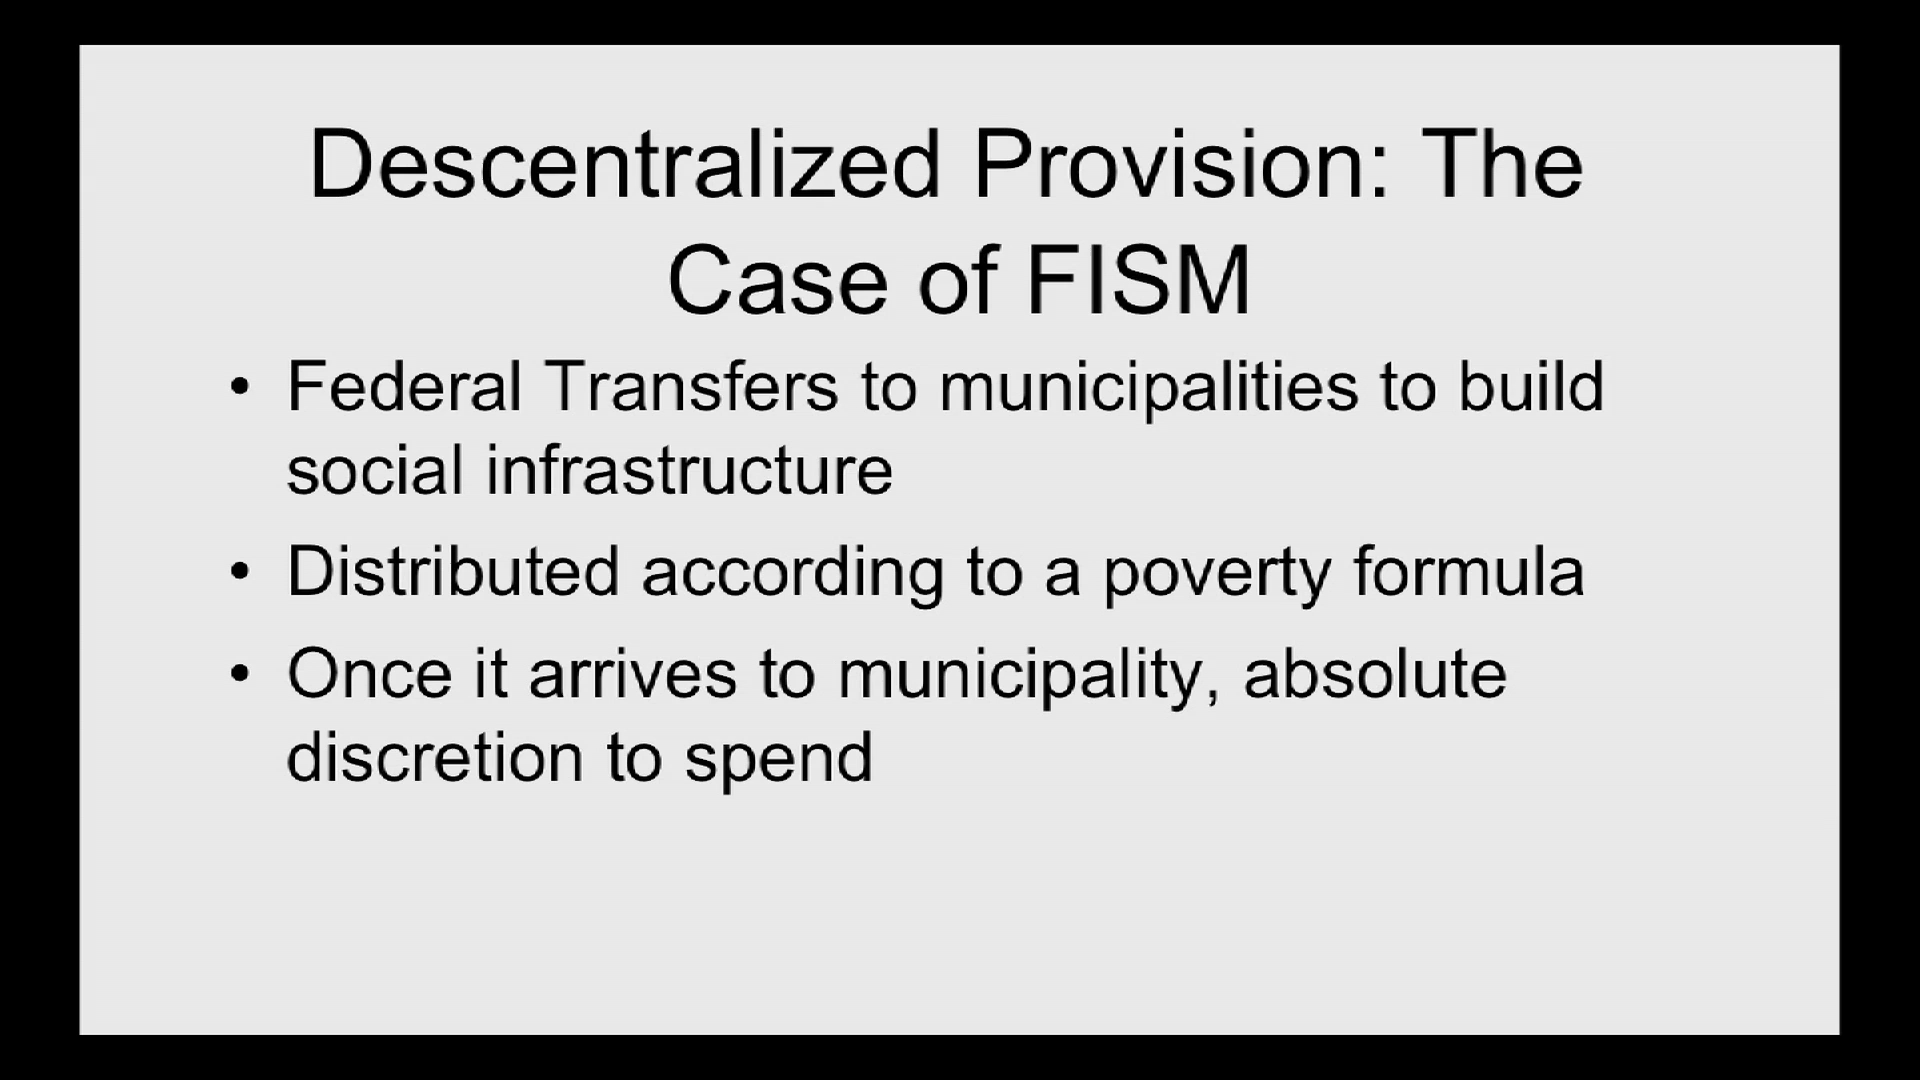 Descentralized Provision: The
Case of FISM
• Federal Transfers to municipalities to build
social infrastructure
• Distributed according to a poverty formula
• Once it arrives to municipality, absolute
discretion to spend